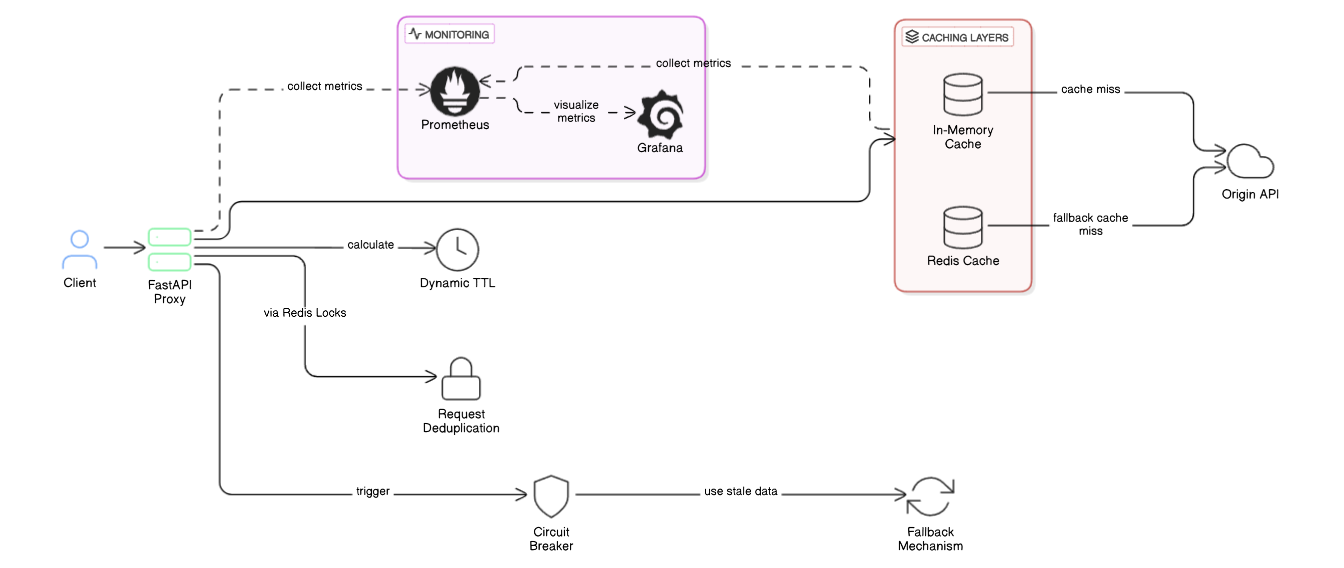 MONITORING
CACHING LAYERS
collect metrics
collect metrics
Prometheus
visualize
metrics
Grafana
In-Memory
Cache
cache miss
Origin API
fallback cache
miss
Redis Cache
Client
FastAPI
Proxy
calculate
Dynamic TTL
via Redis Locks
Request
Deduplication
trigger
Circuit
Breaker
use stale data
Fallback
Mechanism